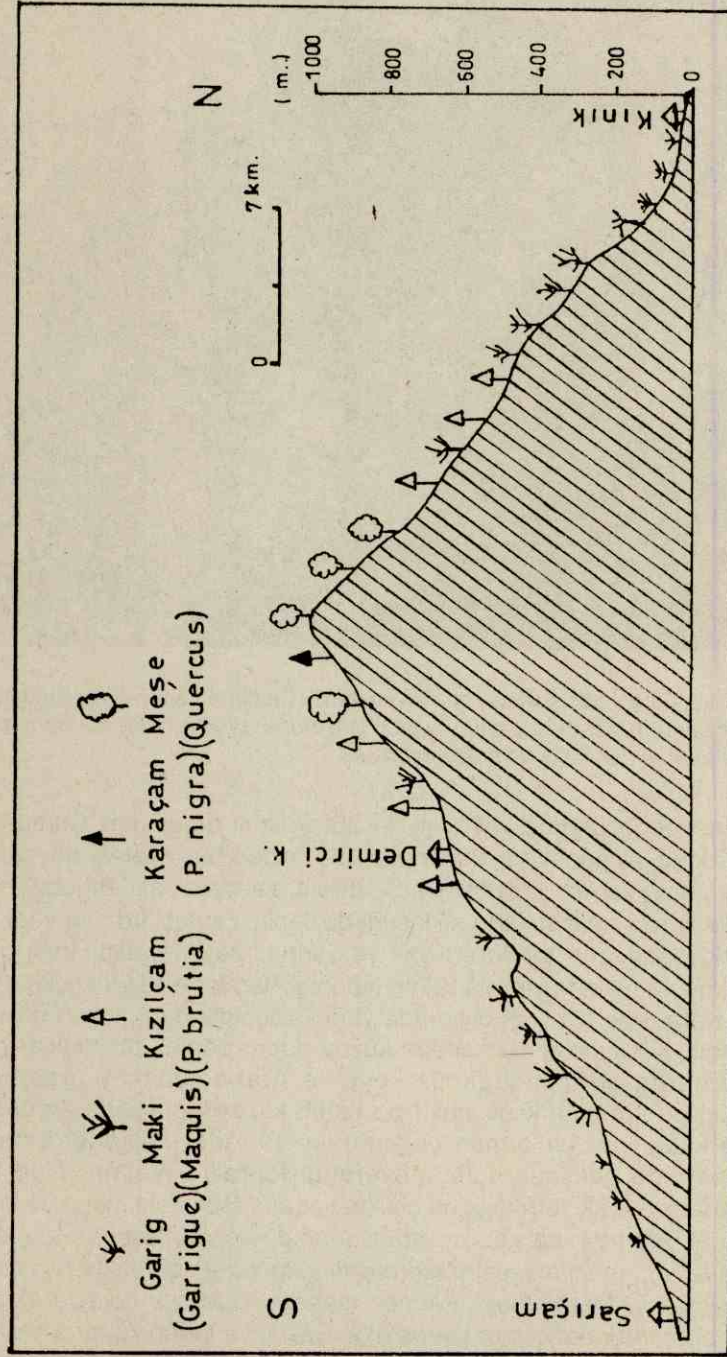 Garig Maki Kızılçam Karaçam Meşe
(Garrigue)(Maquis)(P. brutia) (P. nigra)(Quercus)
S
N
0 7 km.
(m..)
1000
800
600
400
200
0
Sarıçam
Demirci k.
Kınık